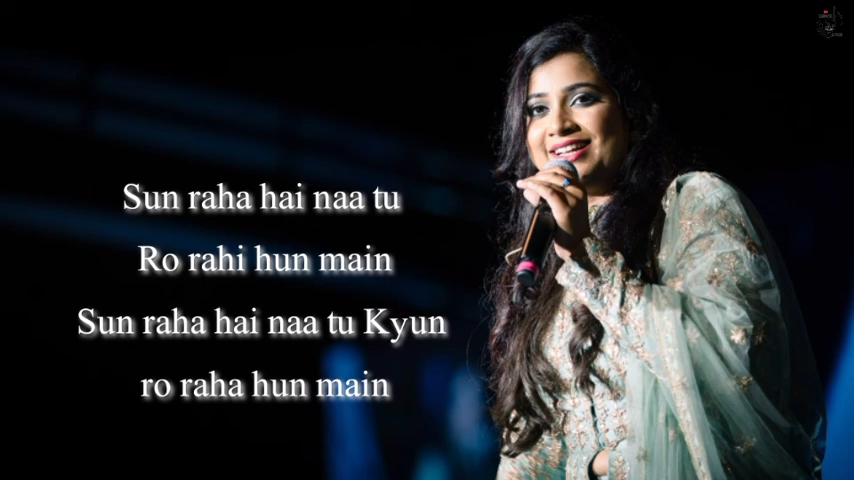 Sun raha hai naa tu
Ro rahi hun main
Sun raha hai naa tu Kyun
ro raha hun main